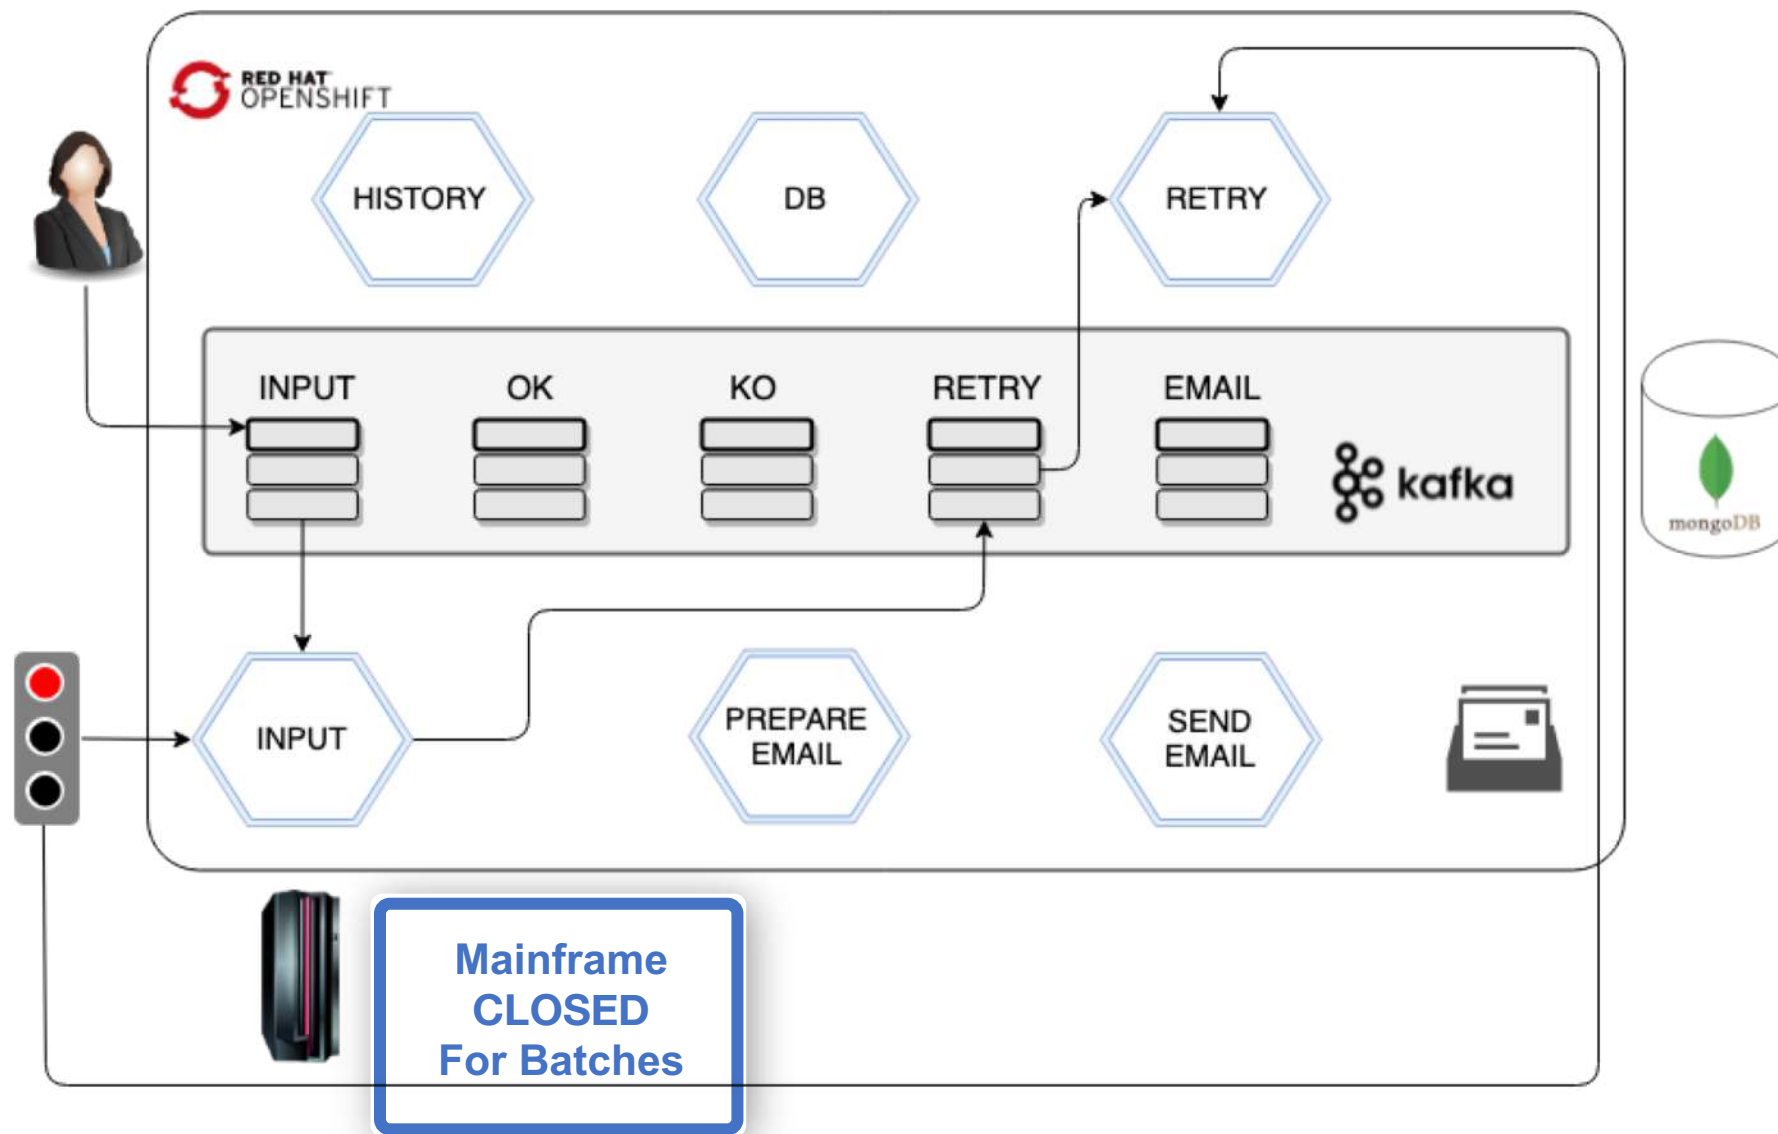 RED HAT
OPENSHIFT
HISTORY
DB
RETRY
INPUT
OK
KO
RETRY
EMAIL
kafka
mongoDB
INPUT
PREPARE
EMAIL
SEND
EMAIL
Mainframe
CLOSED
For Batches